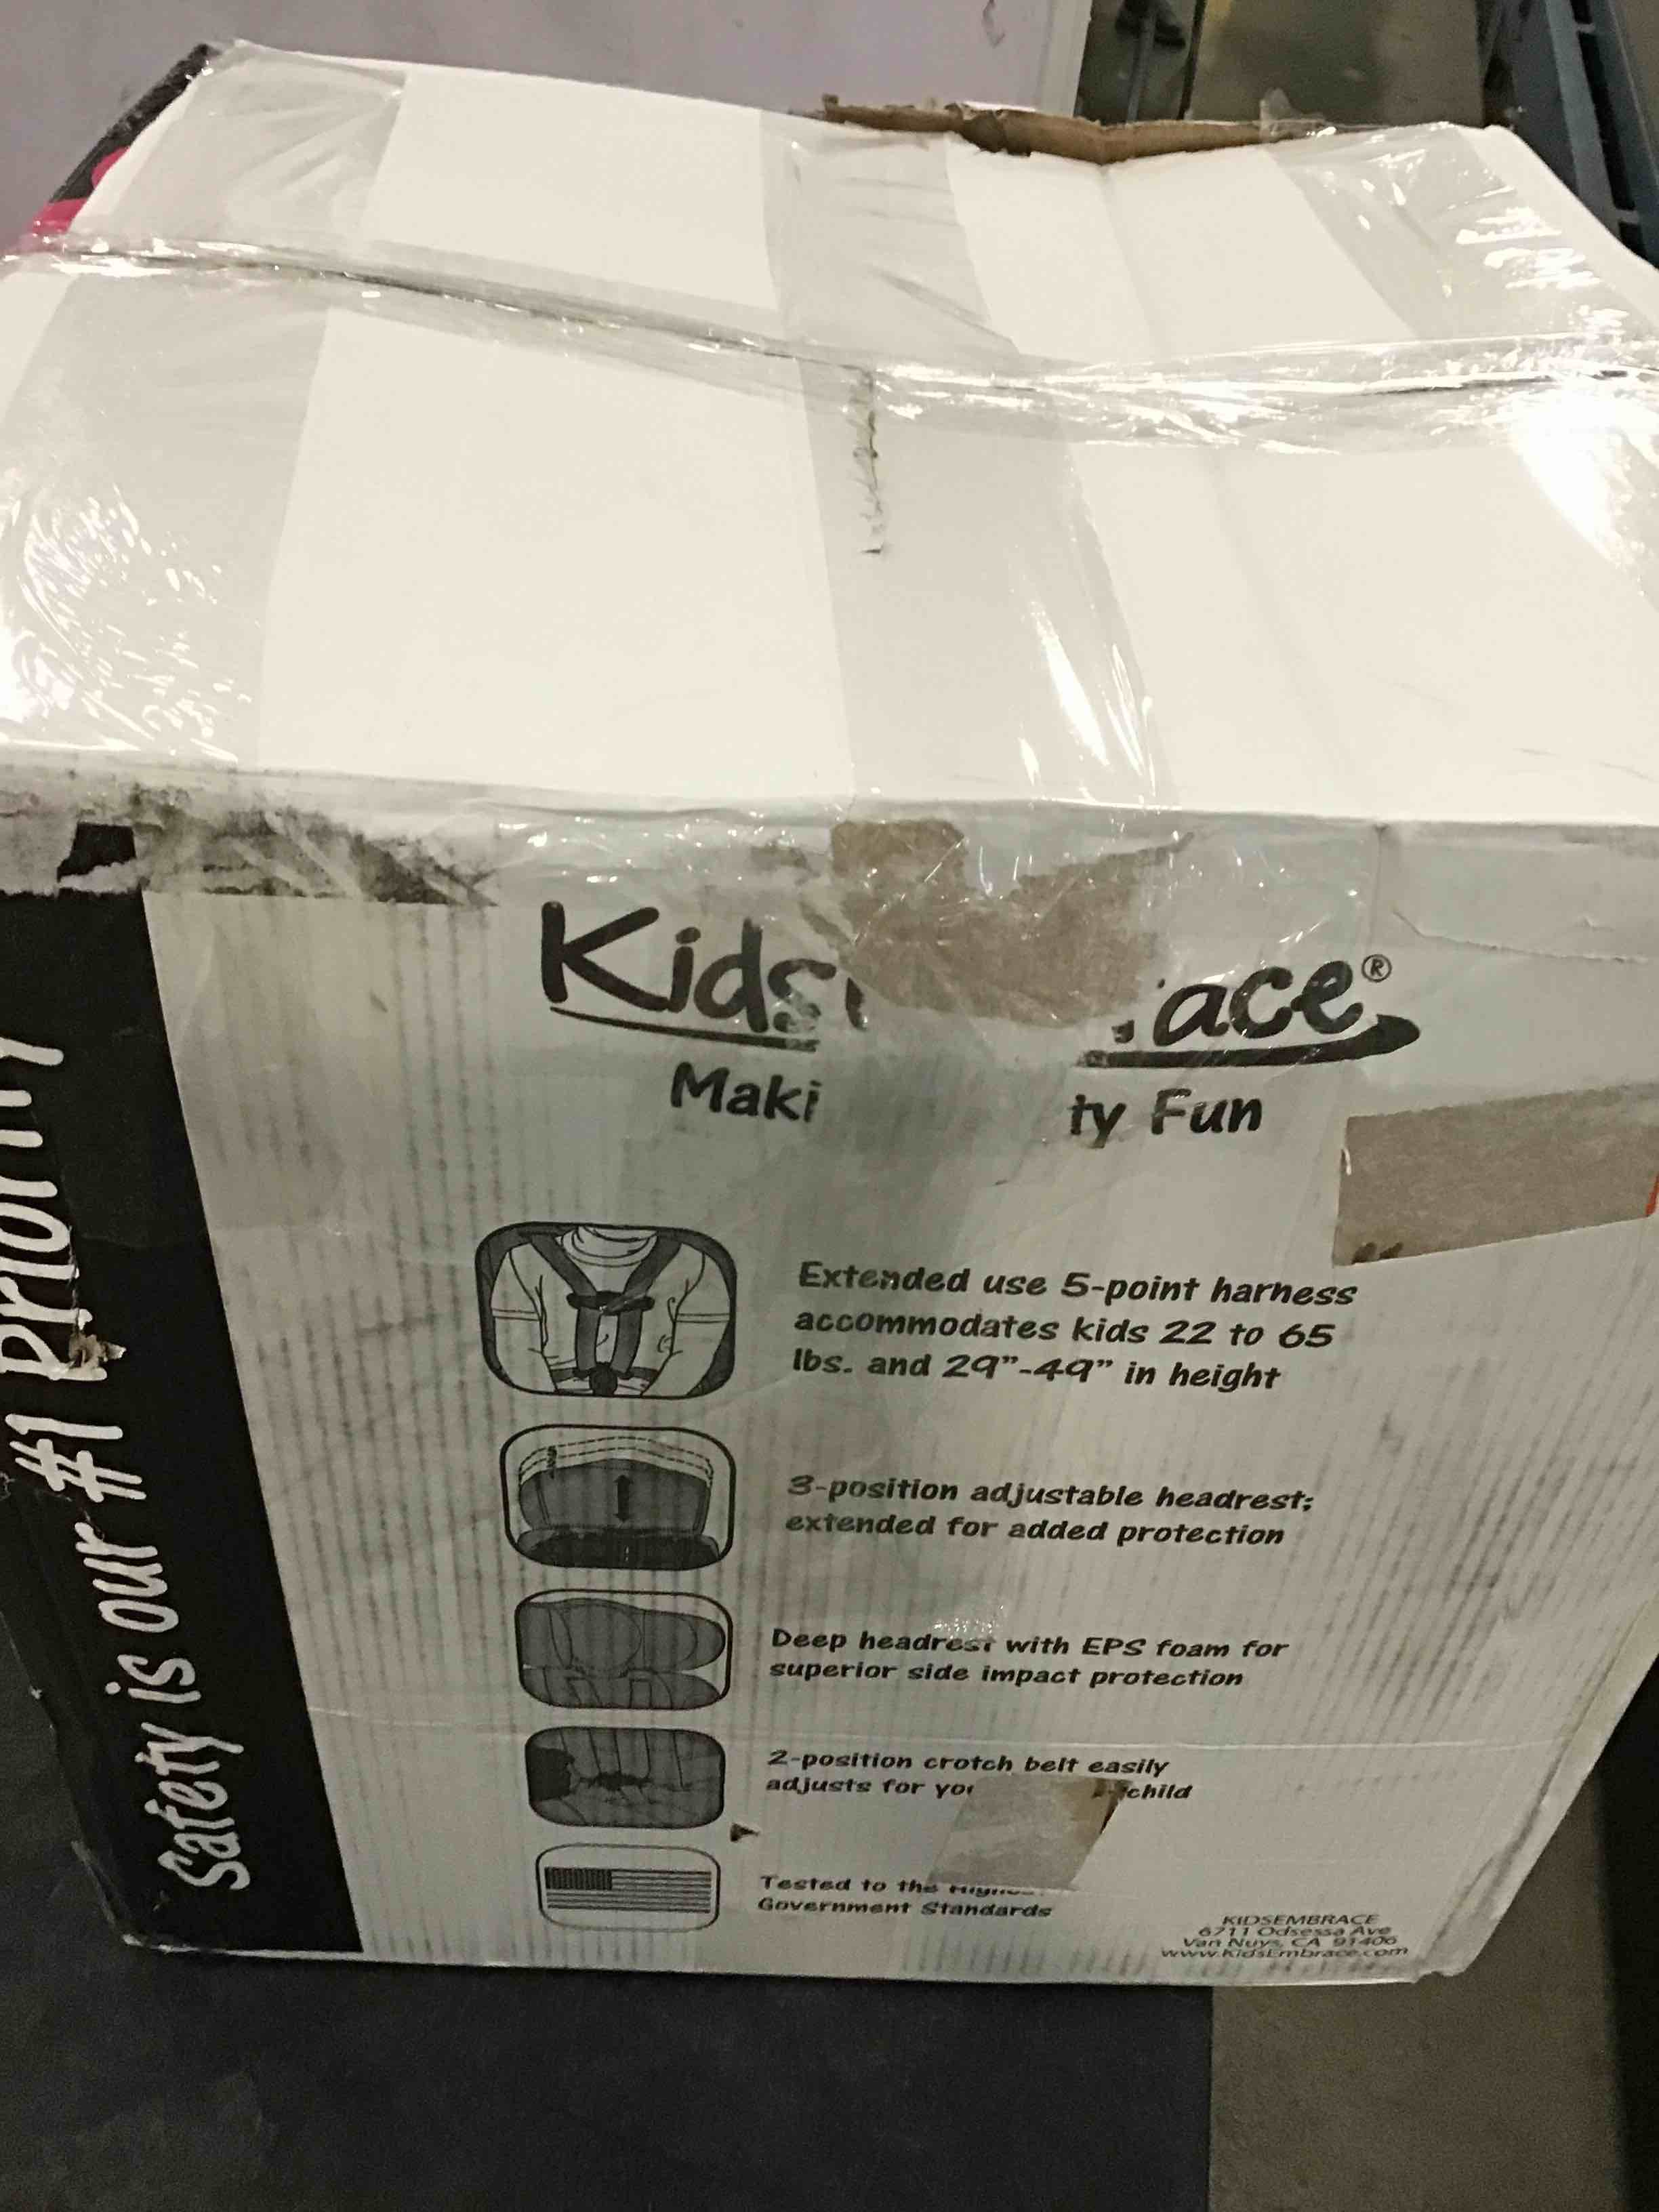 Kids ace®
Maki ty Fun
Safety is our #1 Priority
Extended use 5-point harness
accommodates kids 22 to 65
lbs. and 29”-49” in height
3-position adjustable headrest;
extended for added protection
Deep headrest with EPS foam for
superior side impact protection
2-position crotch belt easily
adjusts for child
Tested to the
Government Standards
KIDSEMBRACE
6711 Odsessa Ave
Van Nuys, CA 91406
www.KidsEmbrace.com